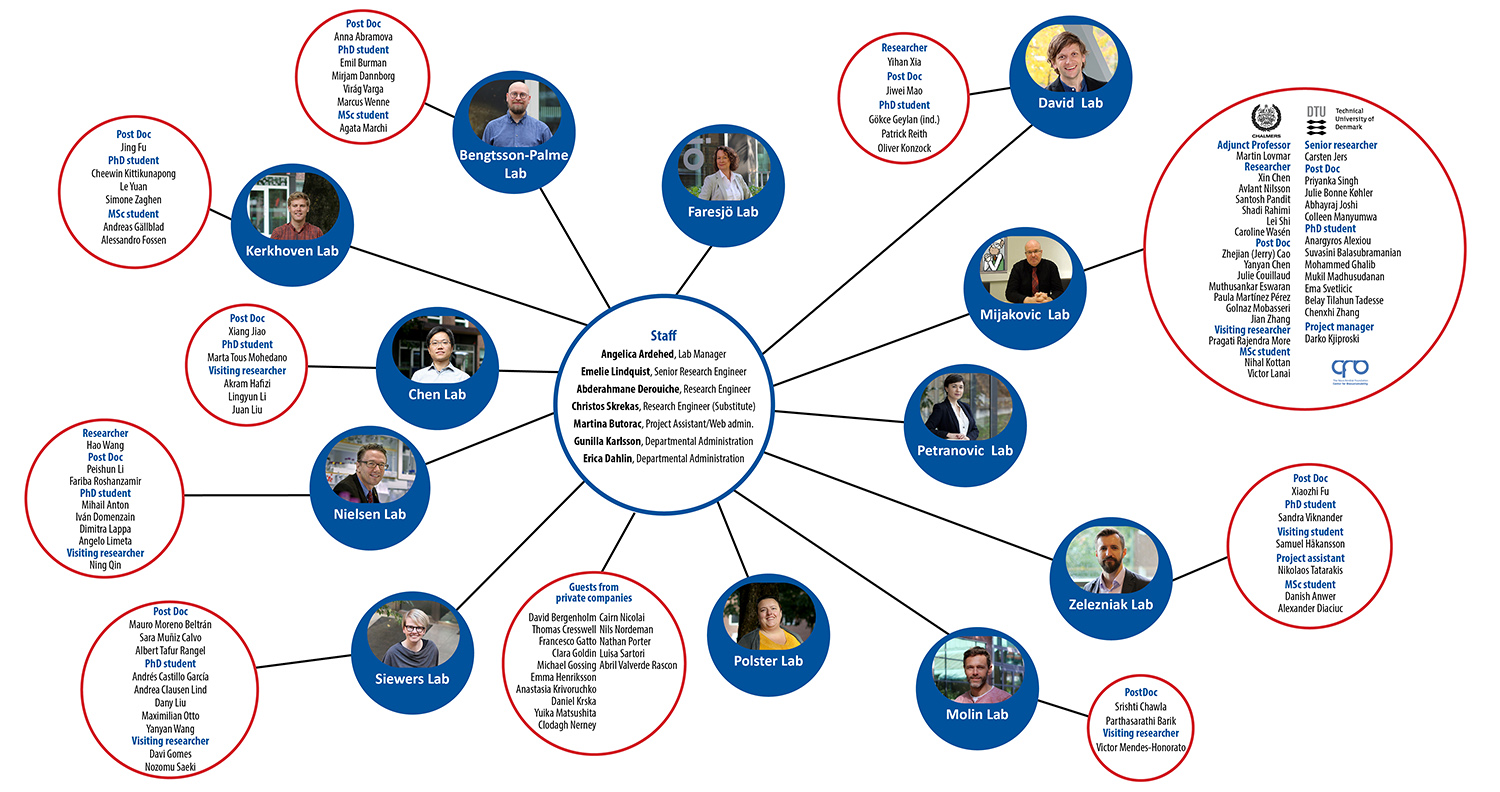 Post Doc
Anna Abramova
PhD student
Emil Burman
Mirjam Dannborg
Virág Varga
Marcus Wenne
MSc student
Agata Marchi
Bengtsson-Palme
Lab
Faresjö Lab
Researcher
Yihan Xia
Post Doc
Jiwei Mao
PhD student
Gökce Geylan (ind.)
Patrick Reith
Oliver Konzock
David Lab
Post Doc
Jing Fu
PhD student
Cheewin Kittikunapong
Le Yuan
Simone Zaghen
MSc student
Andreas Gällblad
Alessandro Fossen
Kerkhoven Lab
CHALMERS
Adjunct Professor
Martin Lovmar
Researcher
Xin Chen
Avlant Nilsson
Santosh Pandit
Shadi Rahimi
Lei Shi
Caroline Wasén
Post Doc
Zhejian (Jerry) Cao
Yanyan Chen
Julie Couillaud
Muthusankar Eswaran
Paula Martínez Pérez
Golnaz Mobasseri
Jian Zhang
Visiting researcher
Pragati Rajendra More
MSc student
Nihal Kottan
Victor Lanai
DTU
Technical
University of
Denmark
Senior researcher
Carsten Jers
Post Doc
Priyanka Singh
Julie Bonne Køhler
Abhayraj Joshi
Colleen Manyumwa
PhD student
Anargyros Alexiou
Suvasini Balasubramanian
Mohammed Ghalib
Mukil Madhusudanan
Ema Svetlicic
Belay Tilahun Tadesse
Chenxhi Zhang
Project manager
Darko Kjiproski
The Novo Nordisk Foundation
Center for Biosustainability
Mijakovic Lab
Post Doc
Xiang Jiao
PhD student
Marta Tous Mohedano
Visiting researcher
Akram Hafizi
Lingyun Li
Juan Liu
Chen Lab
Staff
Angelica Ardehed, Lab Manager
Emelie Lindquist, Senior Research Engineer
Abderahmane Derouiche, Research Engineer
Christos Skrekas, Research Engineer (Substitute)
Martina Butorac, Project Assistant/Web admin.
Gunilla Karlsson, Departmental Administration
Erica Dahlin, Departmental Administration
Petranovic Lab
Researcher
Hao Wang
Post Doc
Peishun Li
Fariba Roshanzamir
PhD student
Mihail Anton
Iván Domenzain
Dimitra Lappa
Angelo Limeta
Visiting researcher
Ning Qin
Nielsen Lab
Post Doc
Xiaozhi Fu
PhD student
Sandra Viknander
Visiting student
Samuel Håkansson
Project assistant
Nikolaos Tatarakis
MSc student
Danish Anwer
Alexander Diaciuc
Zelezniak Lab
Post Doc
Mauro Moreno Beltrán
Sara Muñiz Calvo
Albert Tafur Rangel
PhD student
Andrés Castillo García
Andrea Clausen Lind
Dany Liu
Maximilian Otto
Yanyan Wang
Visiting researcher
Davi Gomes
Nozomu Saeki
Siewers Lab
Guests from
private companies
David Bergenholm
Thomas Cresswell
Francesco Gatto
Clara Goldin
Michael Gossing
Emma Henriksson
Anastasia Krivoruchko
Daniel Krska
Yuika Matsushita
Clodagh Nerney
Cairn Nicolai
Nils Nordeman
Nathan Porter
Luisa Sartori
Abril Valverde Rascon
Polster Lab
Molin Lab
PostDoc
Srishti Chawla
Parthasarathi Barik
Visiting researcher
Victor Mendes-Honorato